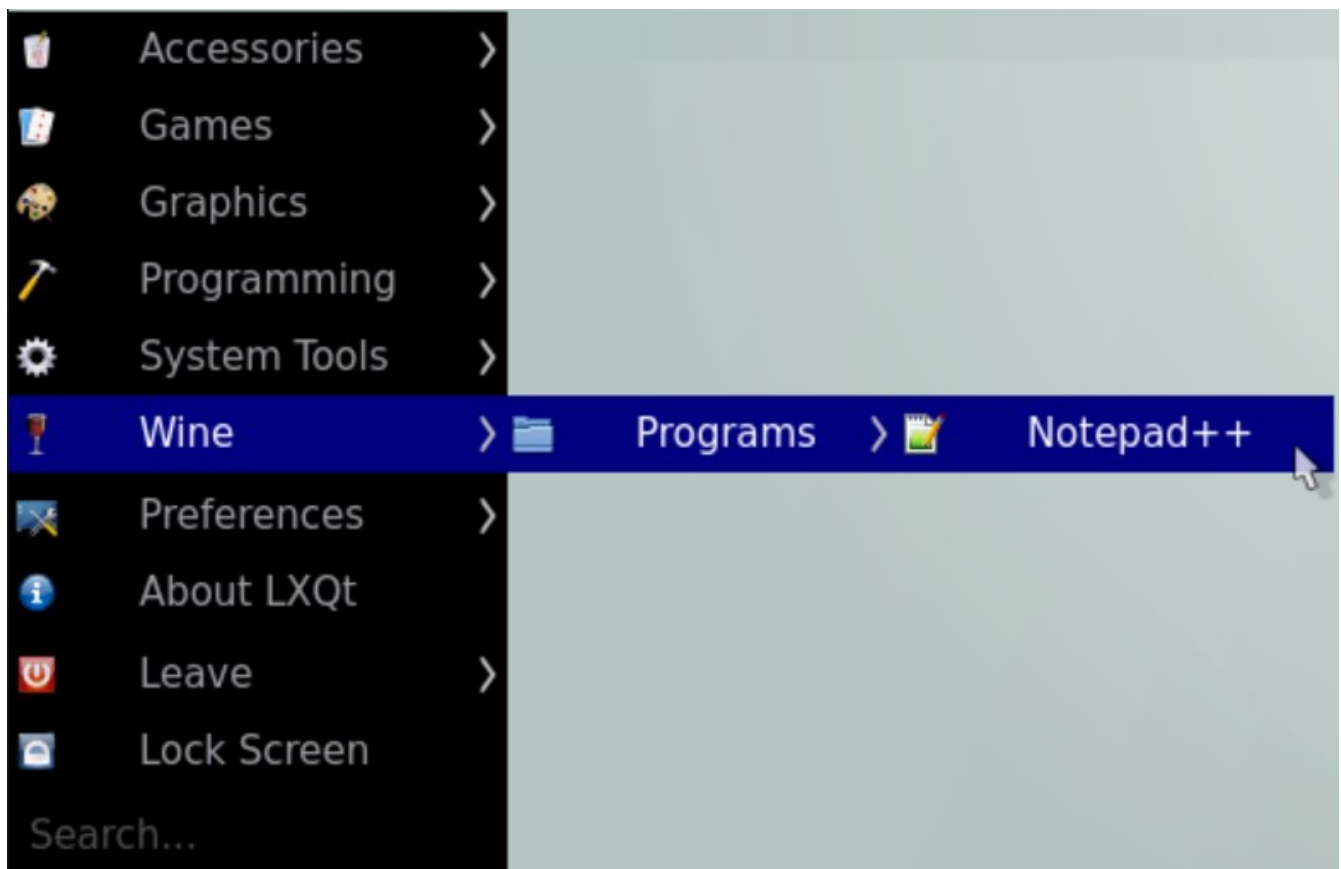 Accessories
Games
Graphics
Programming
System Tools
Wine Programs Notepad++
Preferences
About LXQt
Leave
Lock Screen
Search...